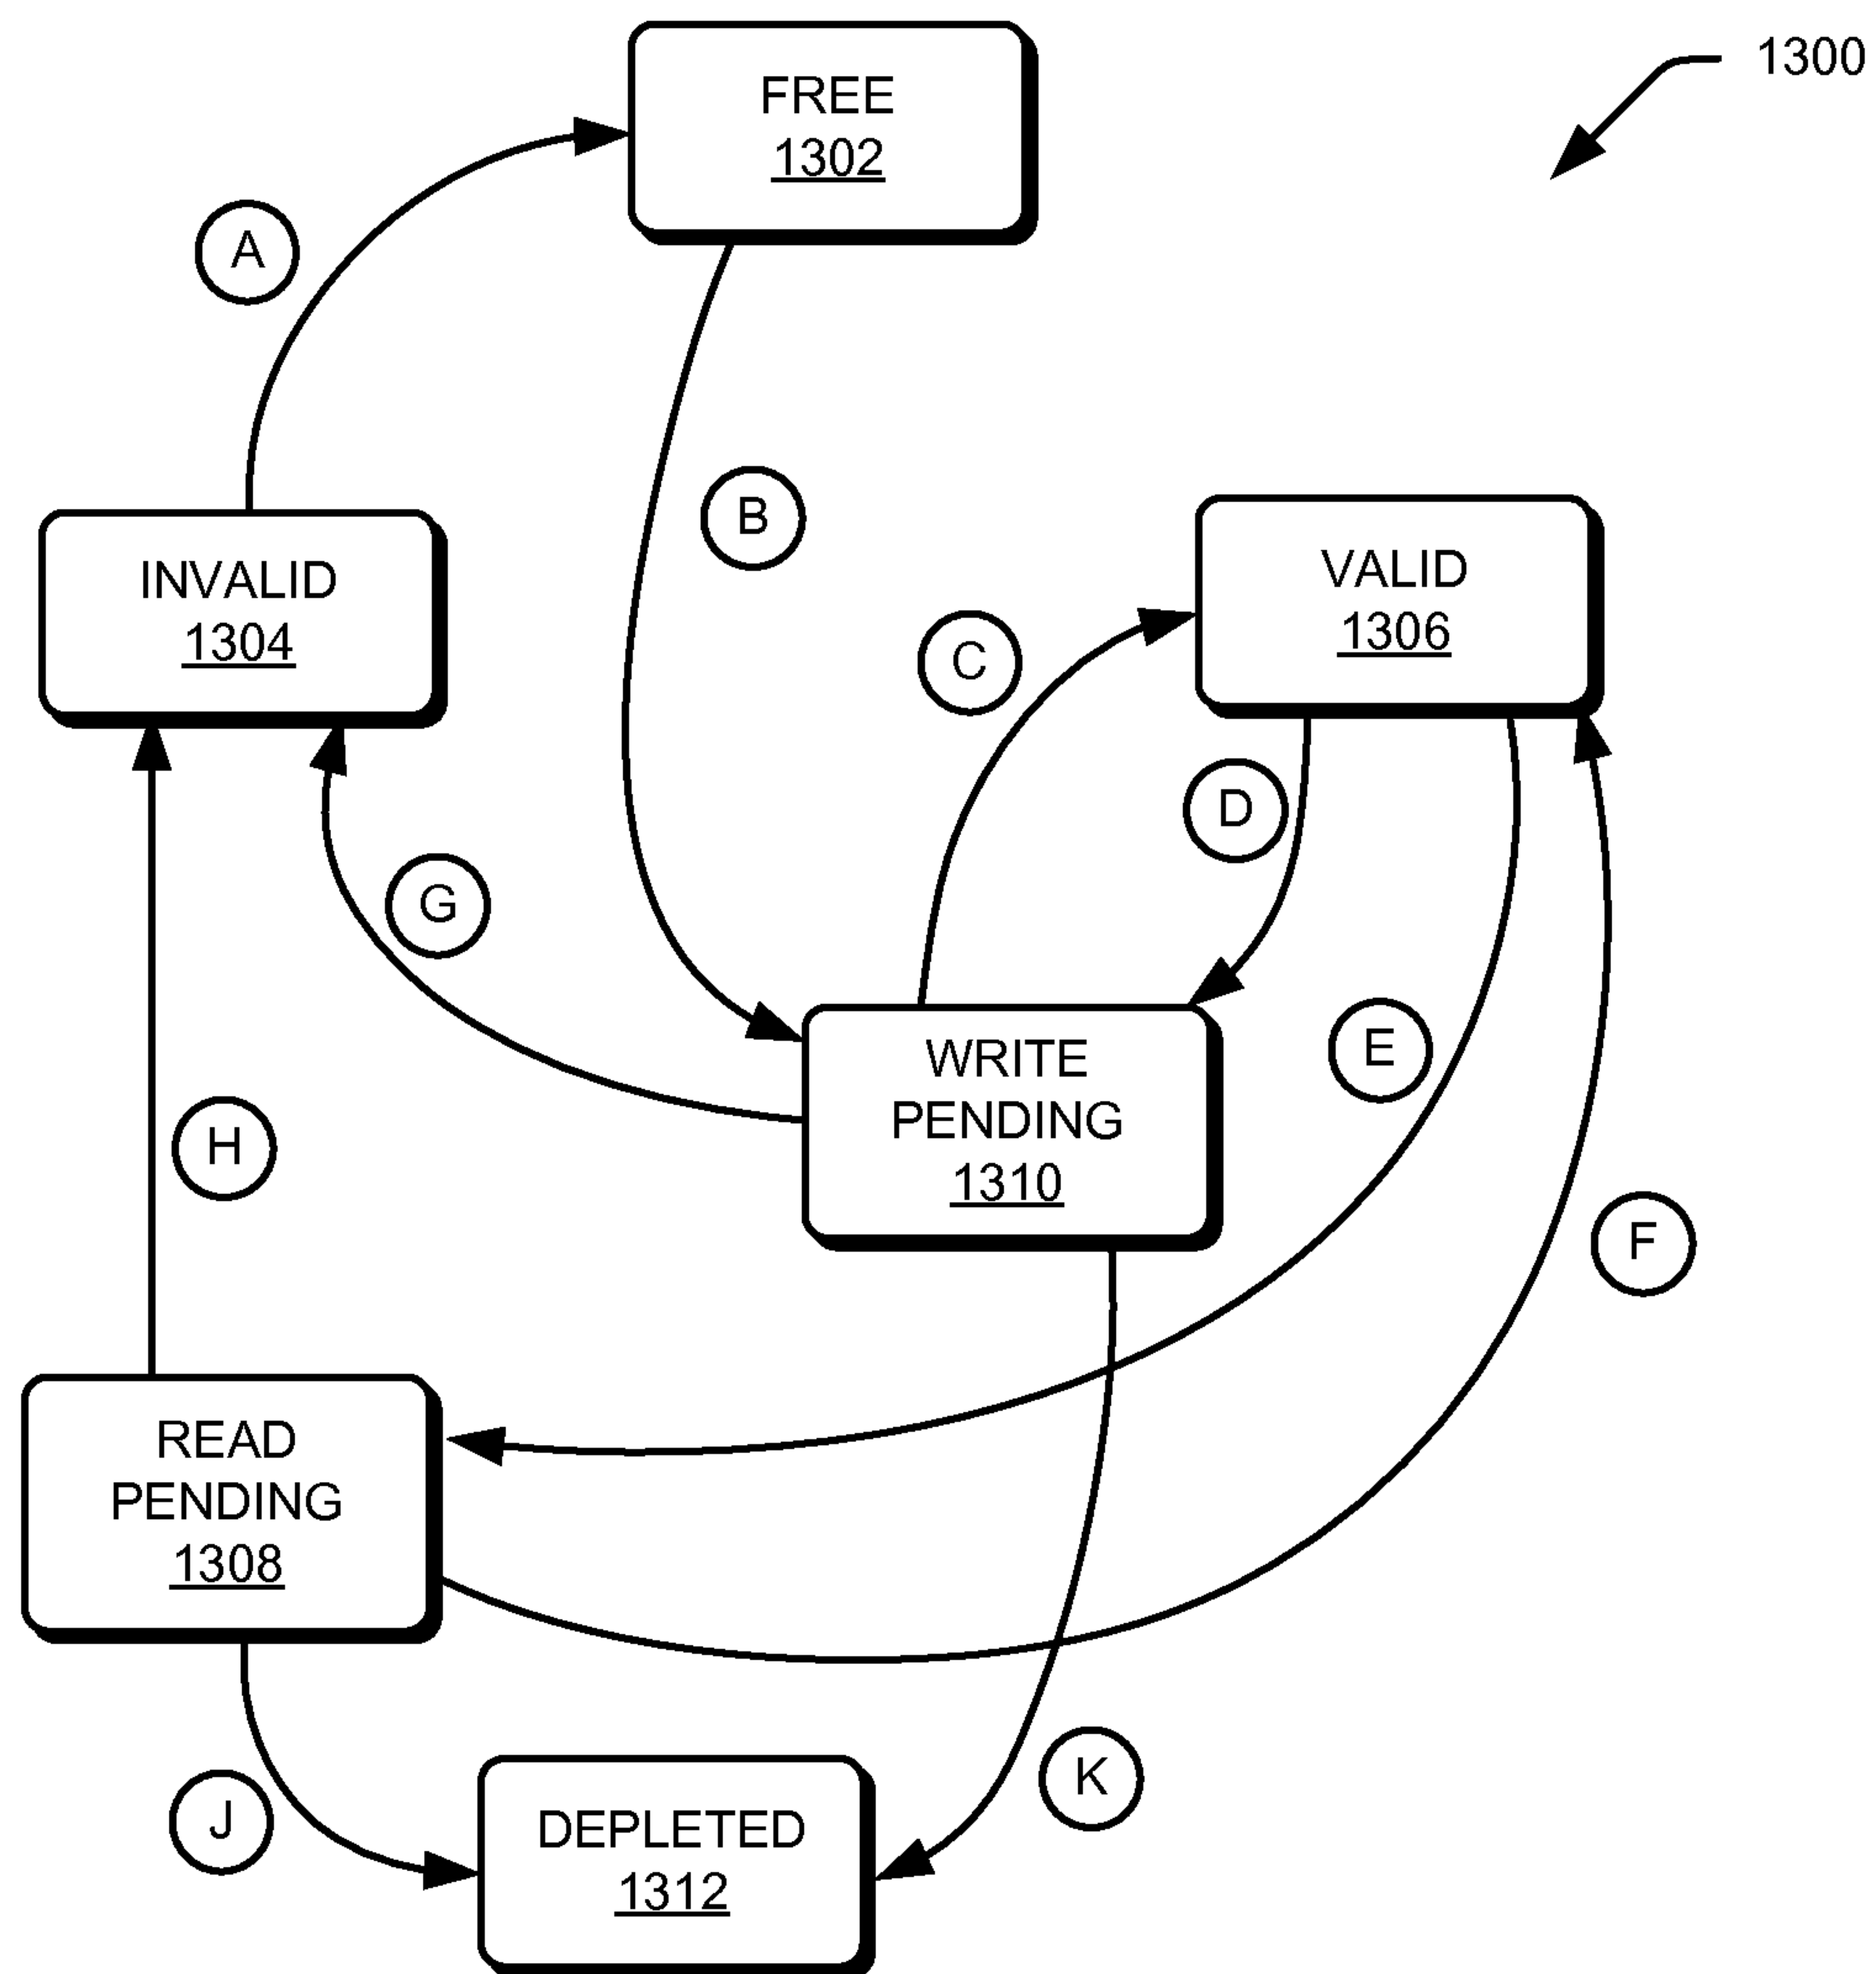 FREE
1302
1300
A
B
INVALID
1304
VALID
1306
C
D
G
E
WRITE
PENDING
1310
H
F
READ
PENDING
1308
K
J
DEPLETED
1312